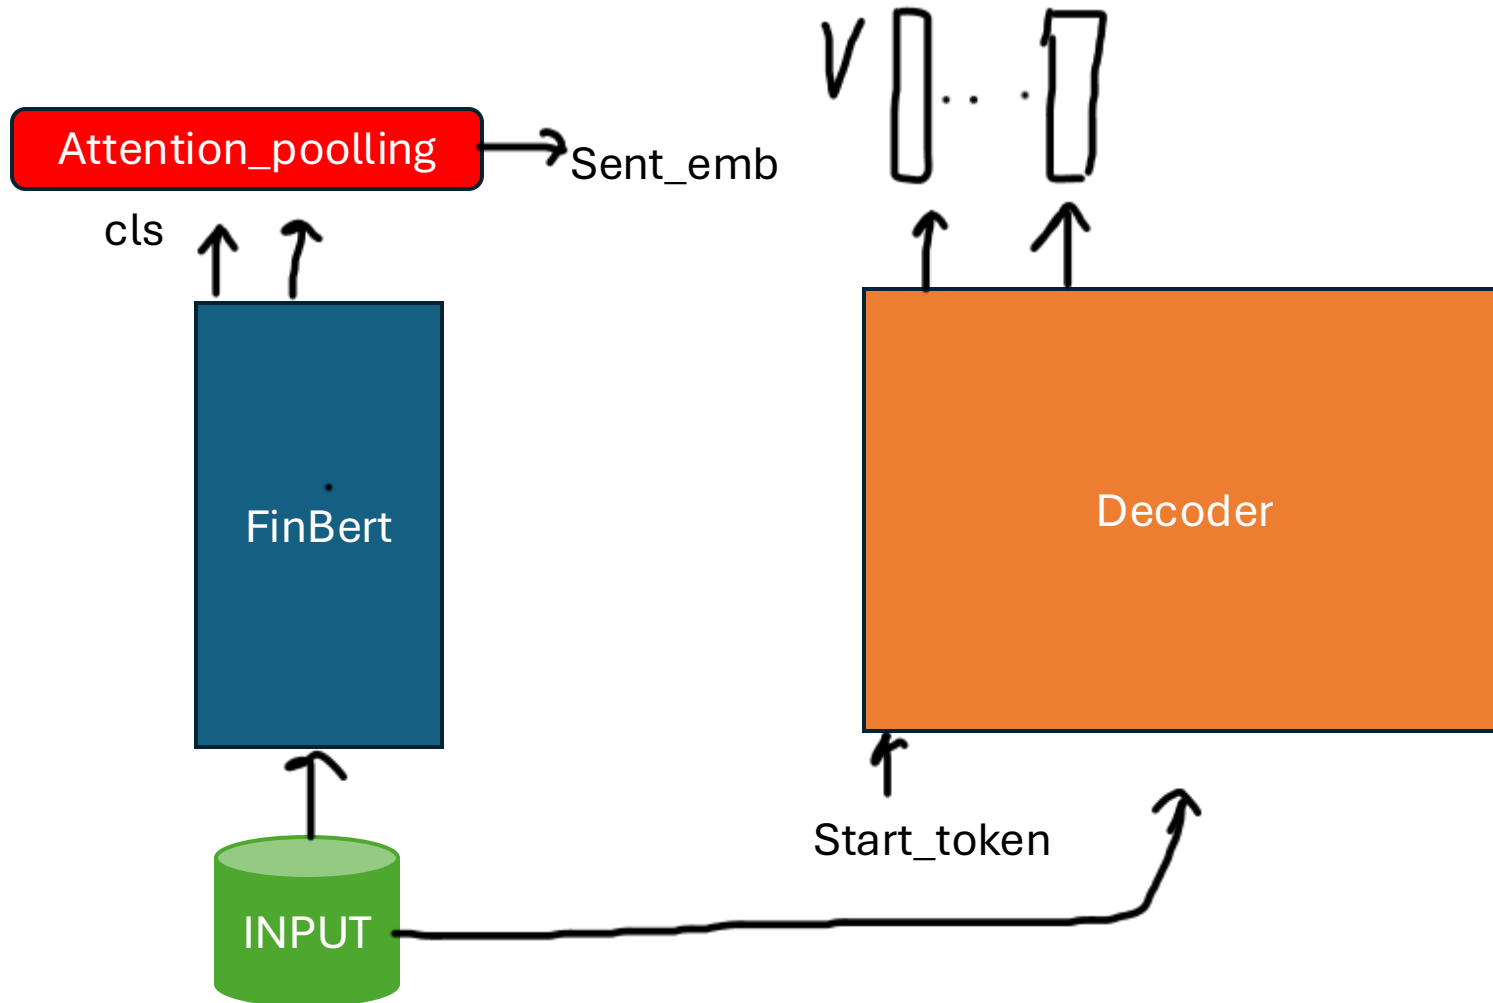 V
Attention_poolling
Sent_emb
cls
FinBert
Decoder
Start_token
INPUT